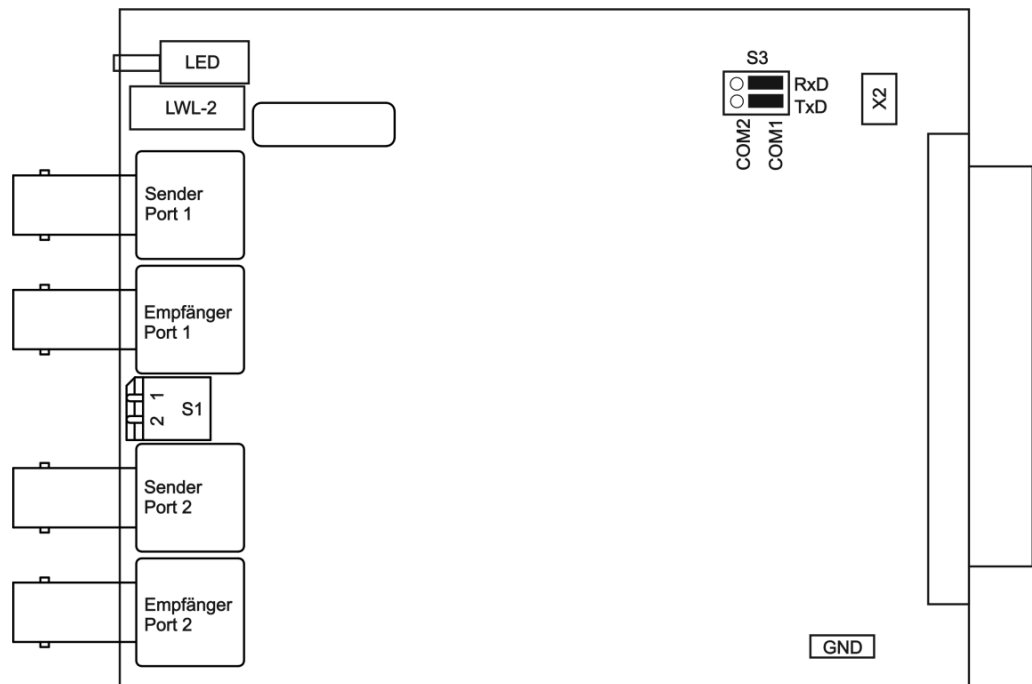 LED
LWL-2
S3
RxD
TxD
COM2
COM1
X2
Sender
Port 1
Empfänger
Port 1
1
2
S1
Sender
Port 2
Empfänger
Port 2
GND